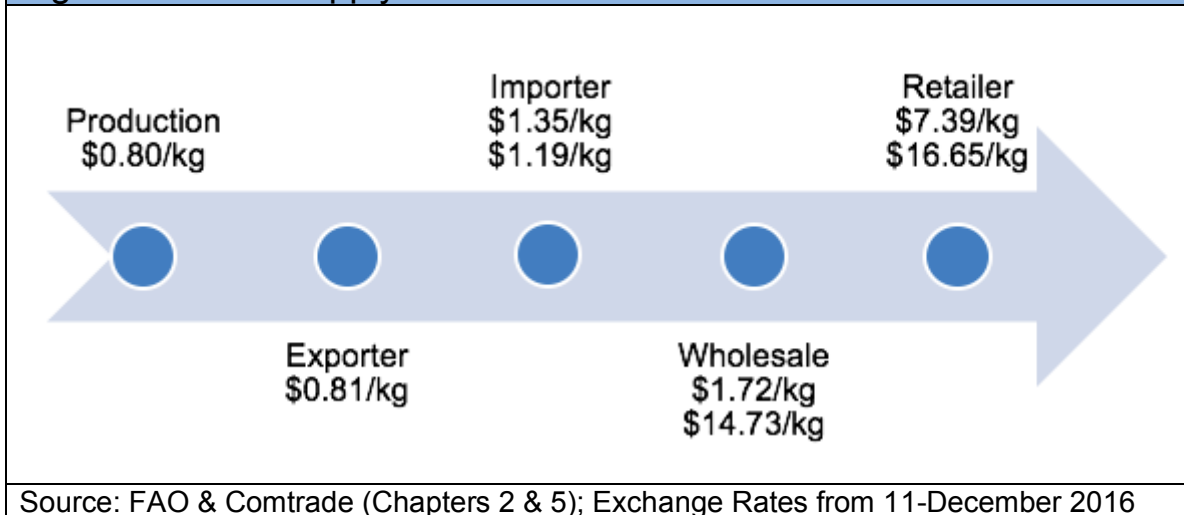 Production
$0.80/kg
Exporter
$0.81/kg
Importer
$1.35/kg
$1.19/kg
Wholesale
$1.72/kg
$14.73/kg
Retailer
$7.39/kg
$16.65/kg
Source: FAO & Comtrade (Chapters 2 & 5); Exchange Rates from 11-December 2016